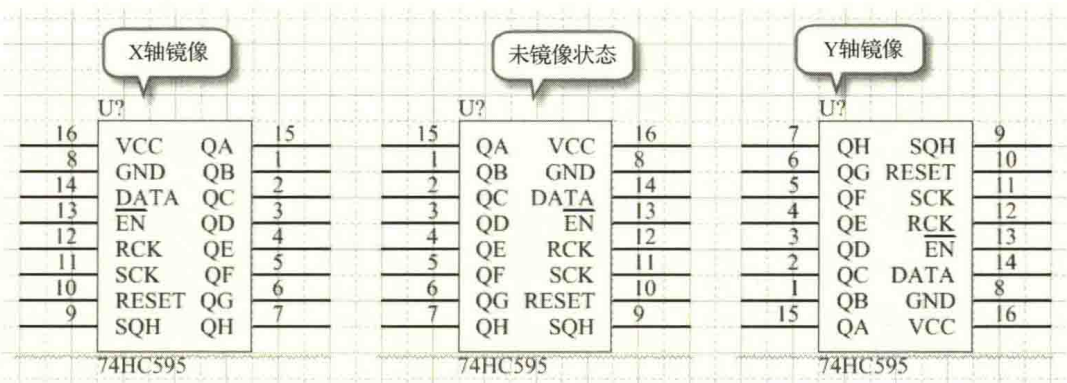 X轴镜像 未镜像状态 Y轴镜像
U? U? U?
16 VCC QA 15 15 QA VCC 16 7 QH SQH 9
8 GND QB 1 1 QB GND 8 6 QG RESET 10
14 DATA QC 2 2 QC DATA 14 5 QF SCK 11
13 EN QD 3 3 QD EN 13 4 QE RCK 12
12 RCK QE 4 4 QE RCK 12 3 QD EN 13
11 SCK QF 5 5 QF SCK 11 2 QC DATA 14
10 RESET QG 6 6 QG RESET 10 1 QB GND 8
9 SQH QH 7 7 QH SQH 9 15 QA VCC 16
74HC595 74HC595 74HC595